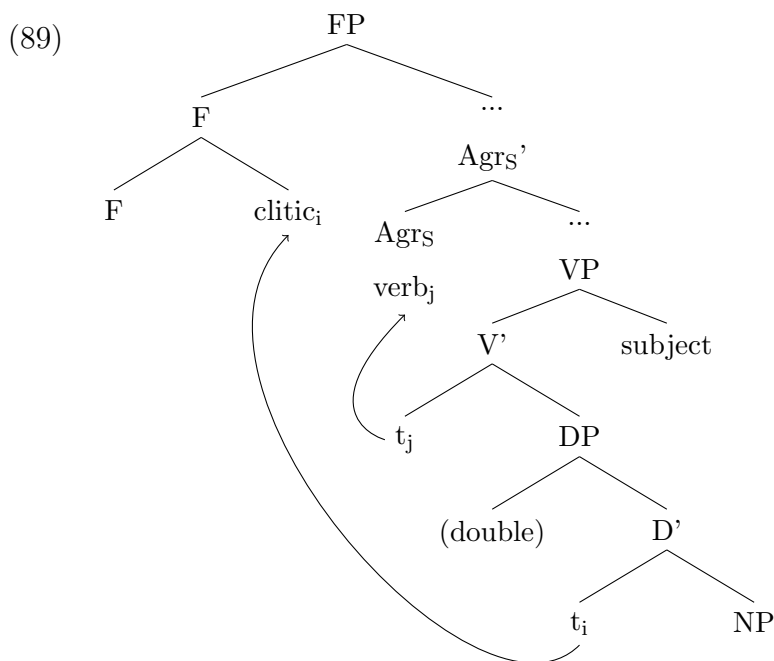 (89)
FP
F ...
Agr_S'
F clitic_i
Agr_S ...
verb_j VP
V' subject
t_j DP
(double) D'
t_i NP